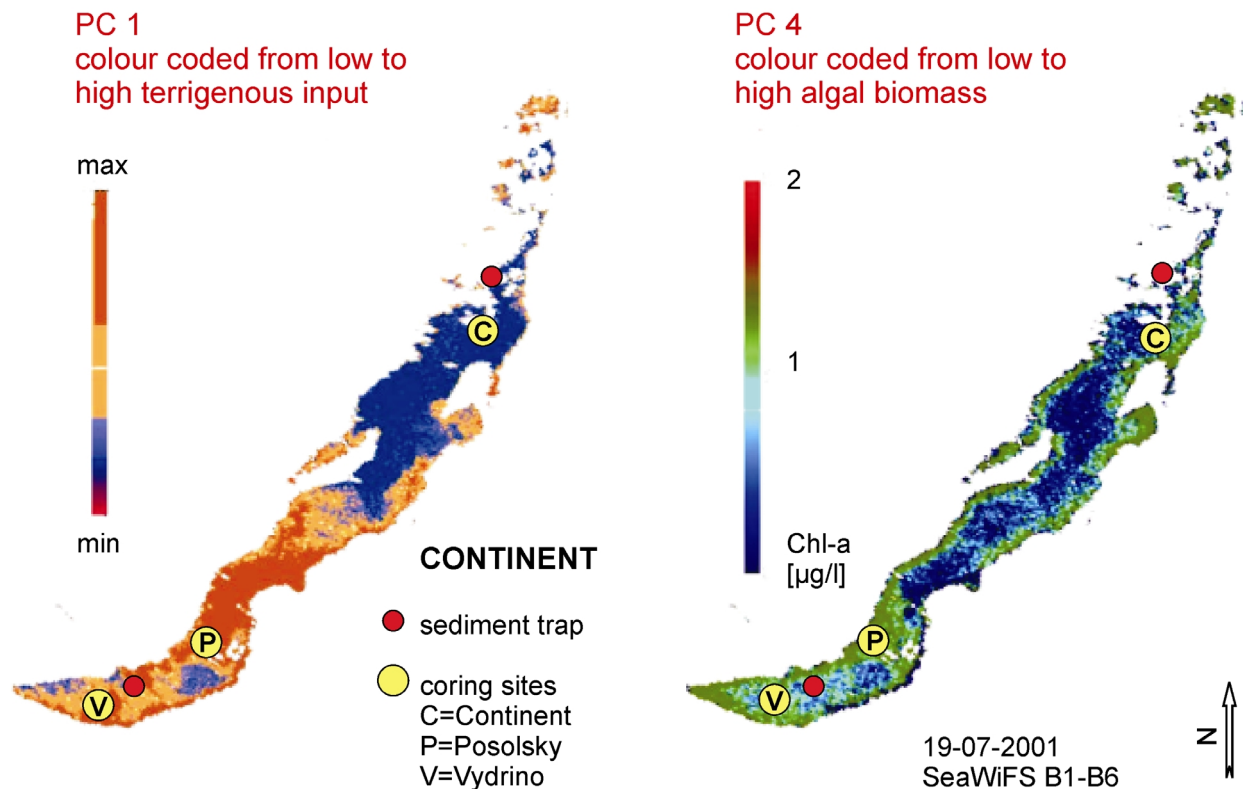 PC 1
colour coded from low to
high terrigenous input
max
min
C
P
V
CONTINENT
sediment trap
coring sites
C=Continent
P=Posolsky
V=Vydrino
PC 4
colour coded from low to
high algal biomass
2
1
Chl-a
[µg/l]
C
P
V
19-07-2001
SeaWiFS B1-B6
N